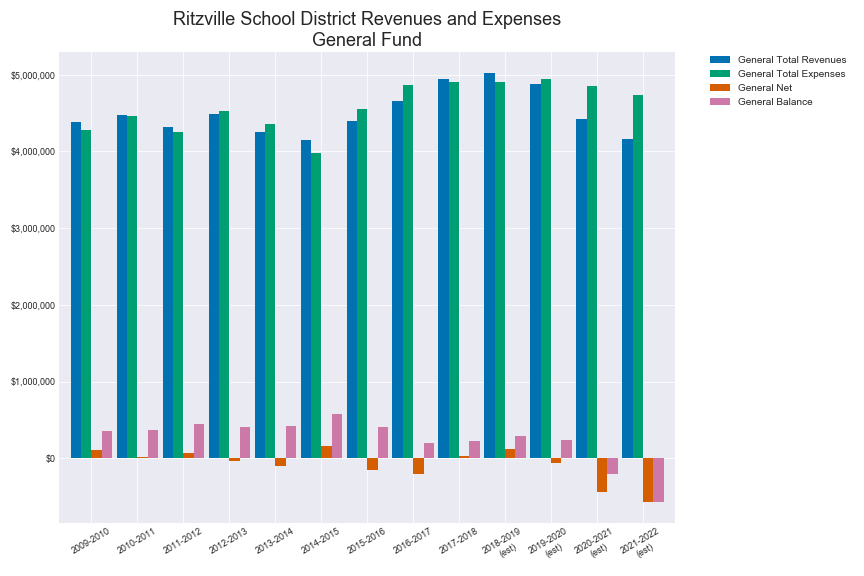 Ritzville School District Revenues and Expenses
General Fund
General Total Revenues
General Total Expenses
General Net
General Balance
$5,000,000
$4,000,000
$3,000,000
$2,000,000
$1,000,000
$0
2009-2010
2010-2011
2011-2012
2012-2013
2013-2014
2014-2015
2015-2016
2016-2017
2017-2018
2018-2019
(est)
2019-2020
(est)
2020-2021
(est)
2021-2022
(est)